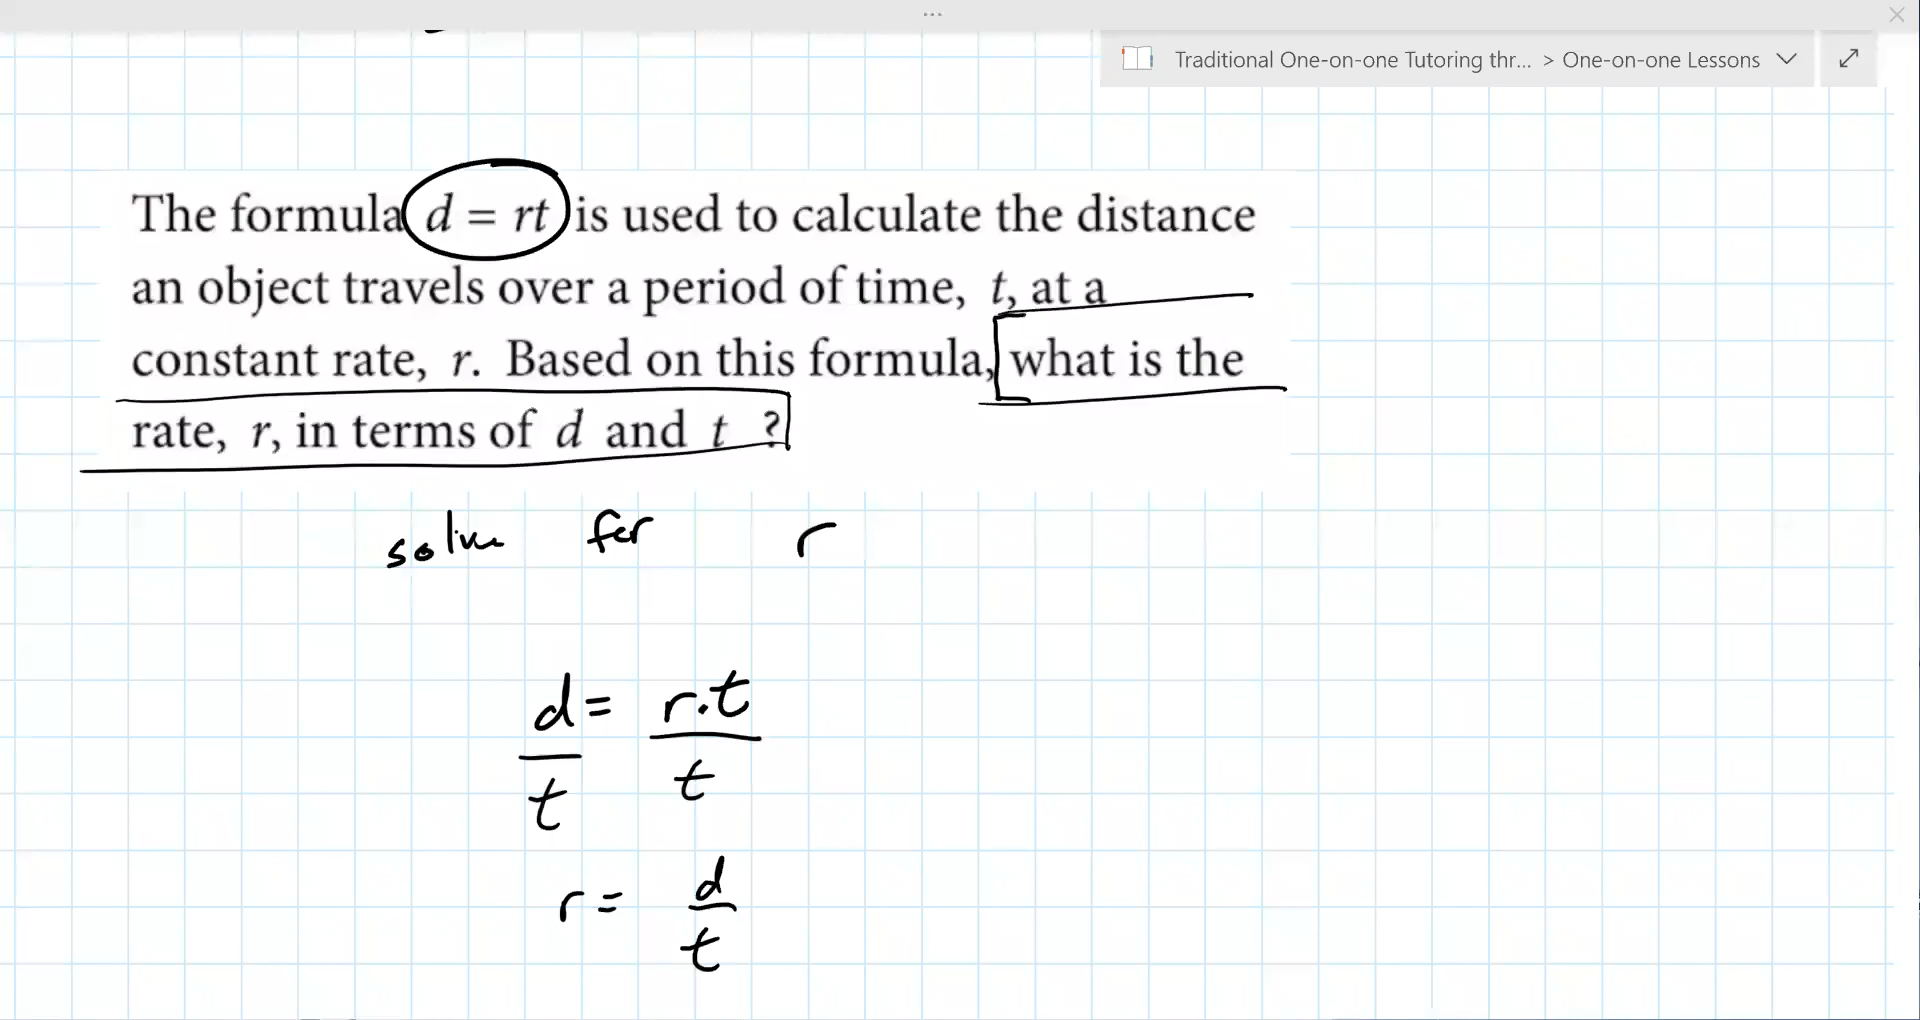 ...
Traditional One-on-one Tutoring thr... > One-on-one Lessons
The formula d = rt is used to calculate the distance
an object travels over a period of time, t, at a
constant rate, r. Based on this formula, what is the
rate, r, in terms of d and t ?
solve for r
d = r.t
t t
r = d
t